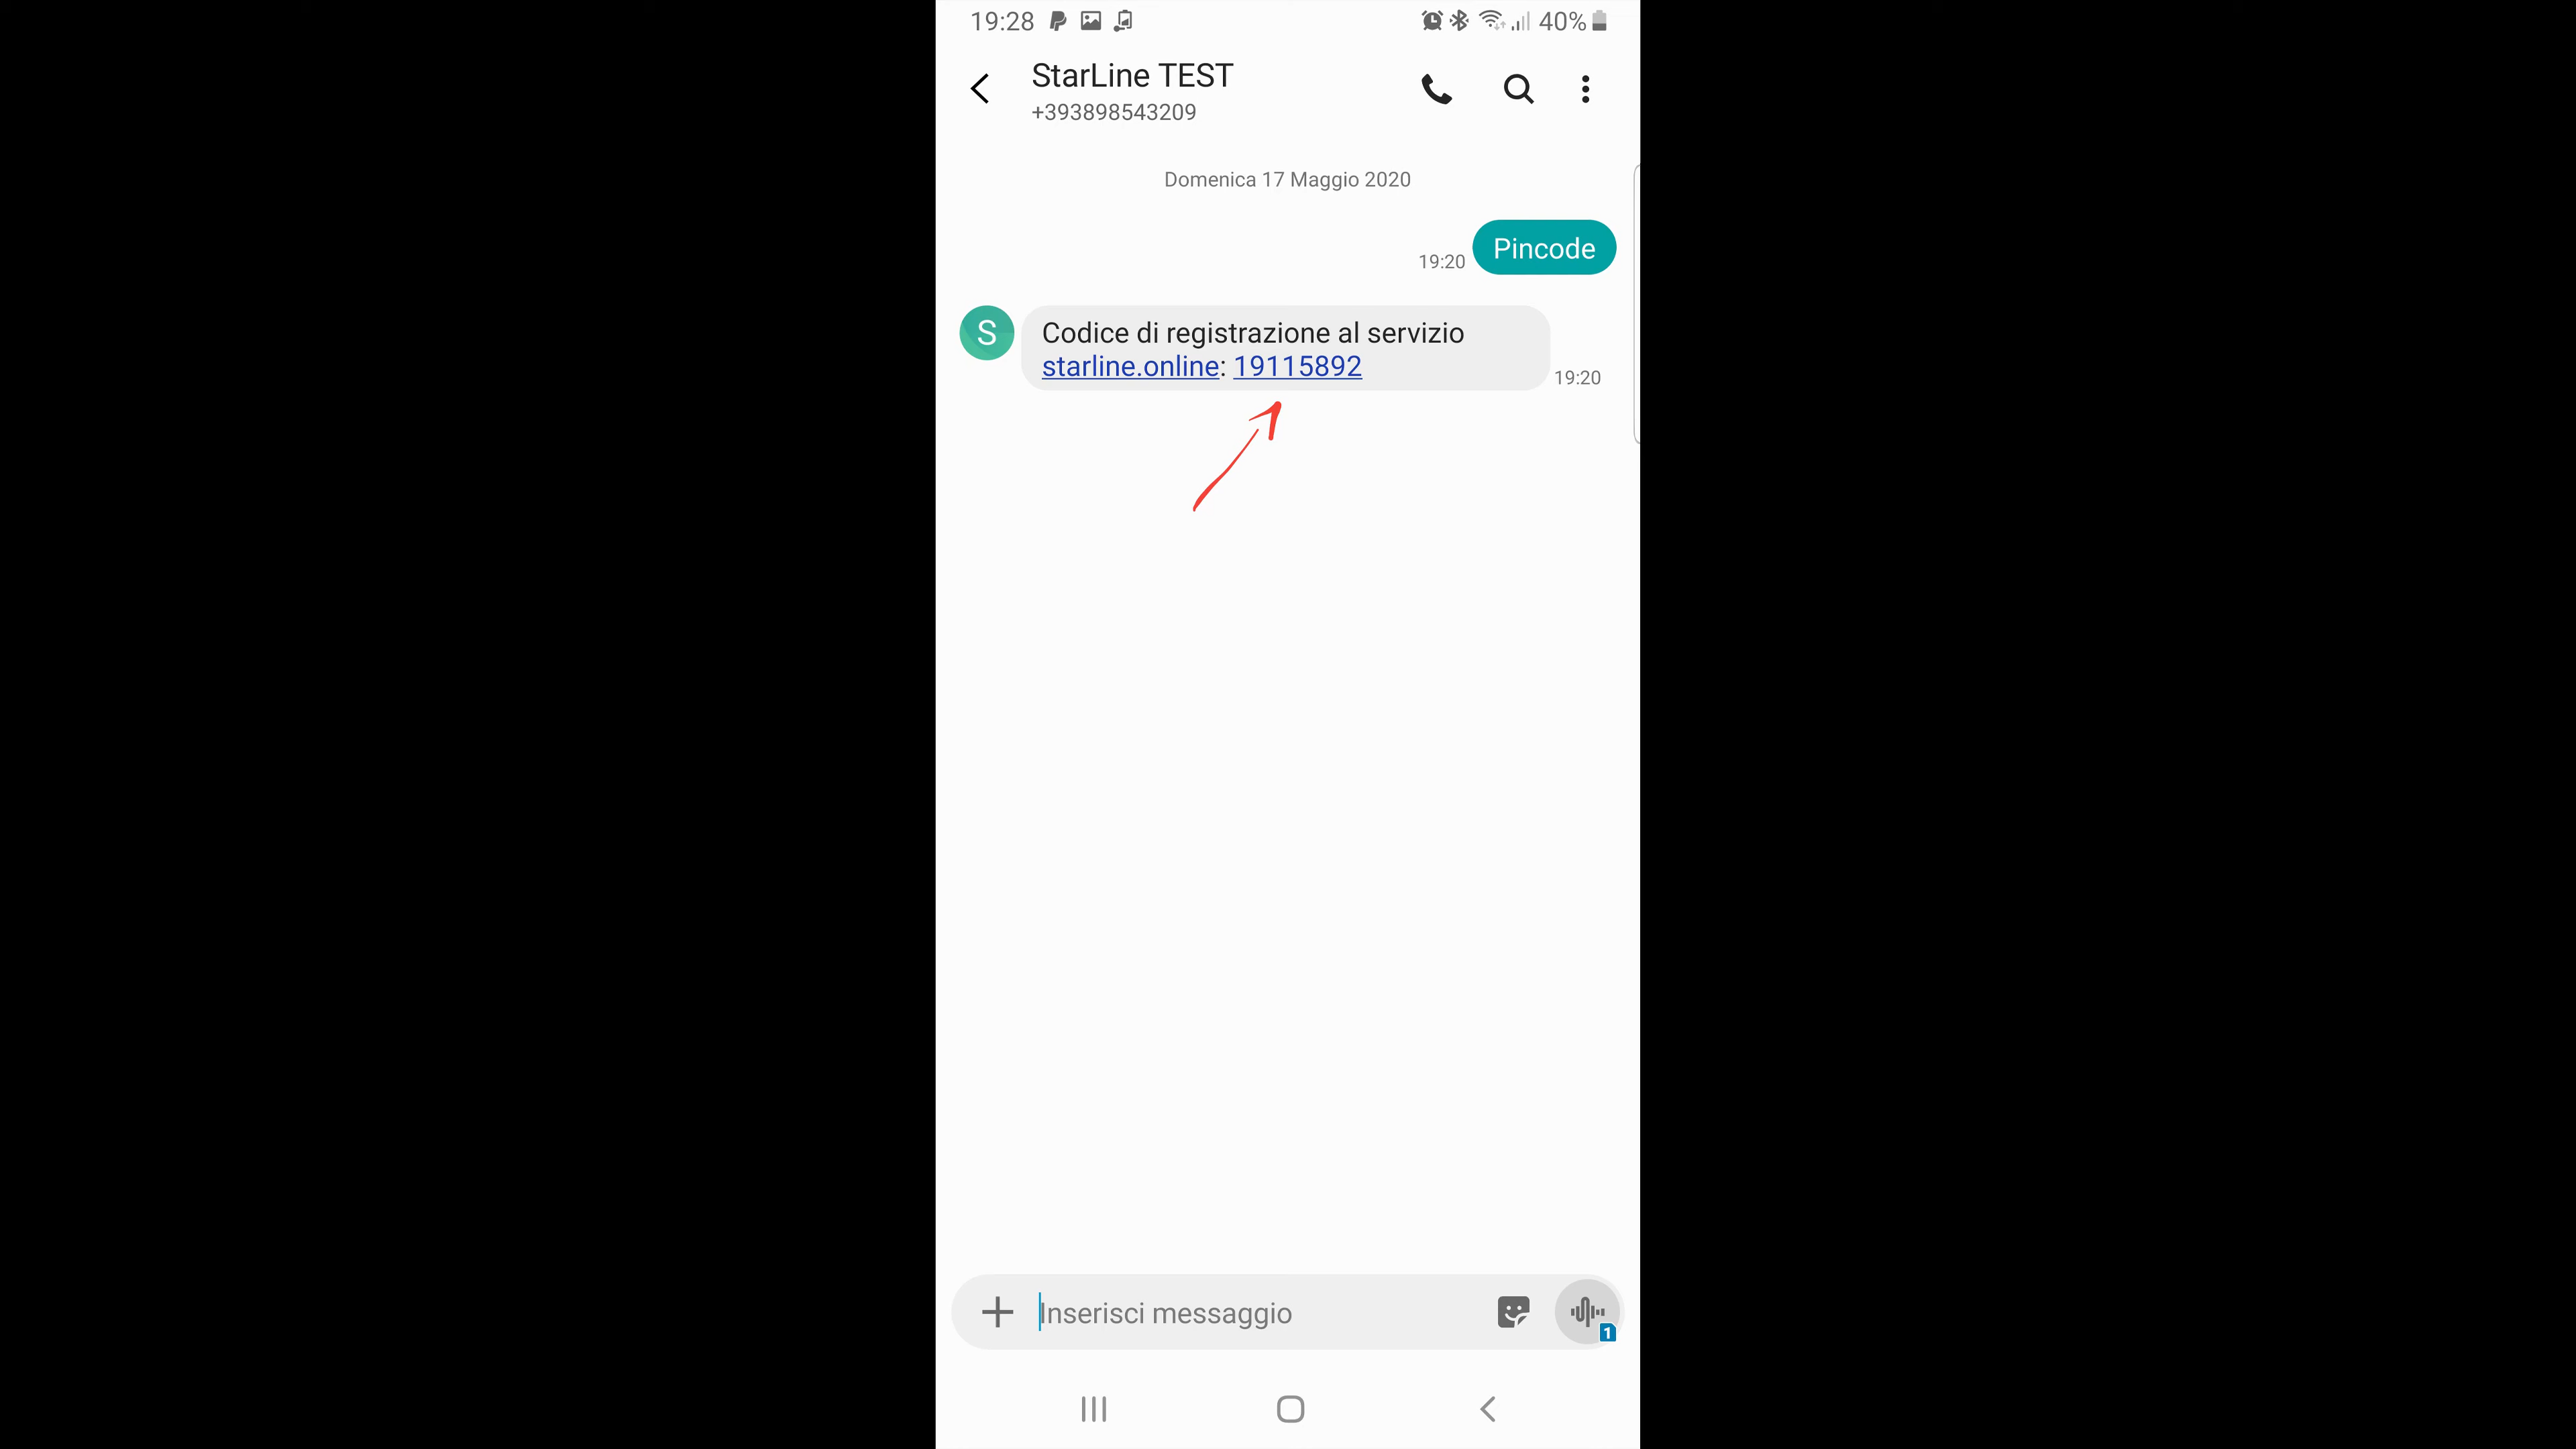 19:28
40%
StarLine TEST
+393898543209
Domenica 17 Maggio 2020
Pincode
19:20
S
Codice di registrazione al servizio
starline.online: 19115892
19:20
Inserisci messaggio
1